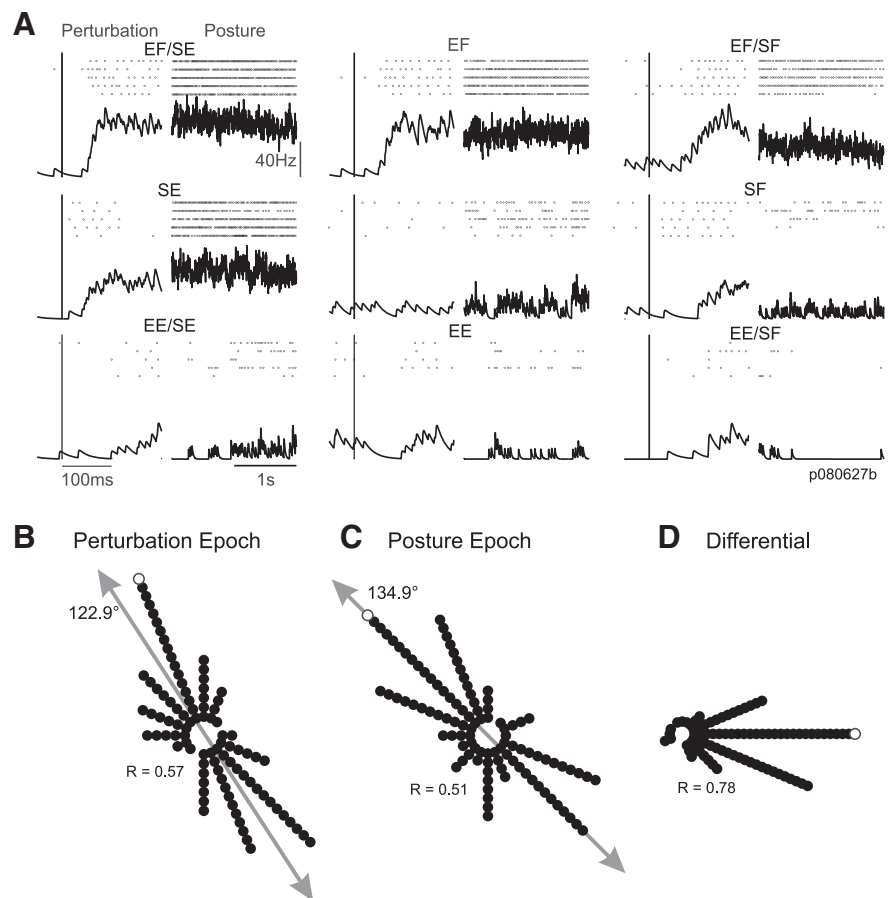 A
Perturbation Posture
EF/SE
EF
EF/SF
40Hz
SE
SF
EE/SE
EE
EE/SF
100ms
1s
p080627b
B Perturbation Epoch
C Posture Epoch
D Differential
122.9°
134.9°
R = 0.57
R = 0.51
R = 0.78